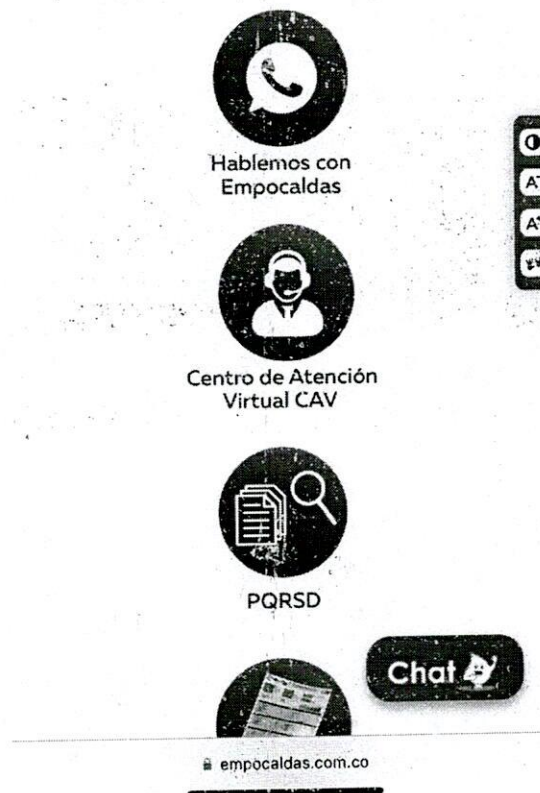 Hablemos con
Empocaldas
Centro de Atención
Virtual CAV
PQRSD
Chat
empocaldas.com.co